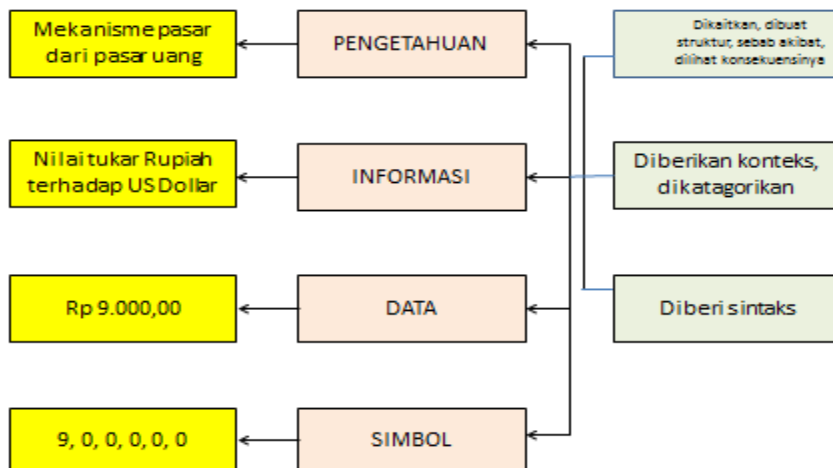 Mekanisme pasar
dari pasar uang
PENGETAHUAN
Dikaitkan, dibuat
struktur, sebab akibat,
dilihat konsekuensinya
Nilai tukar Rupiah
terhadap US Dollar
INFORMASI
Diberikan konteks,
dikatagorikan
Rp 9.000,00
DATA
Diberi sintaks
9, 0, 0, 0, 0, 0
SIMBOL